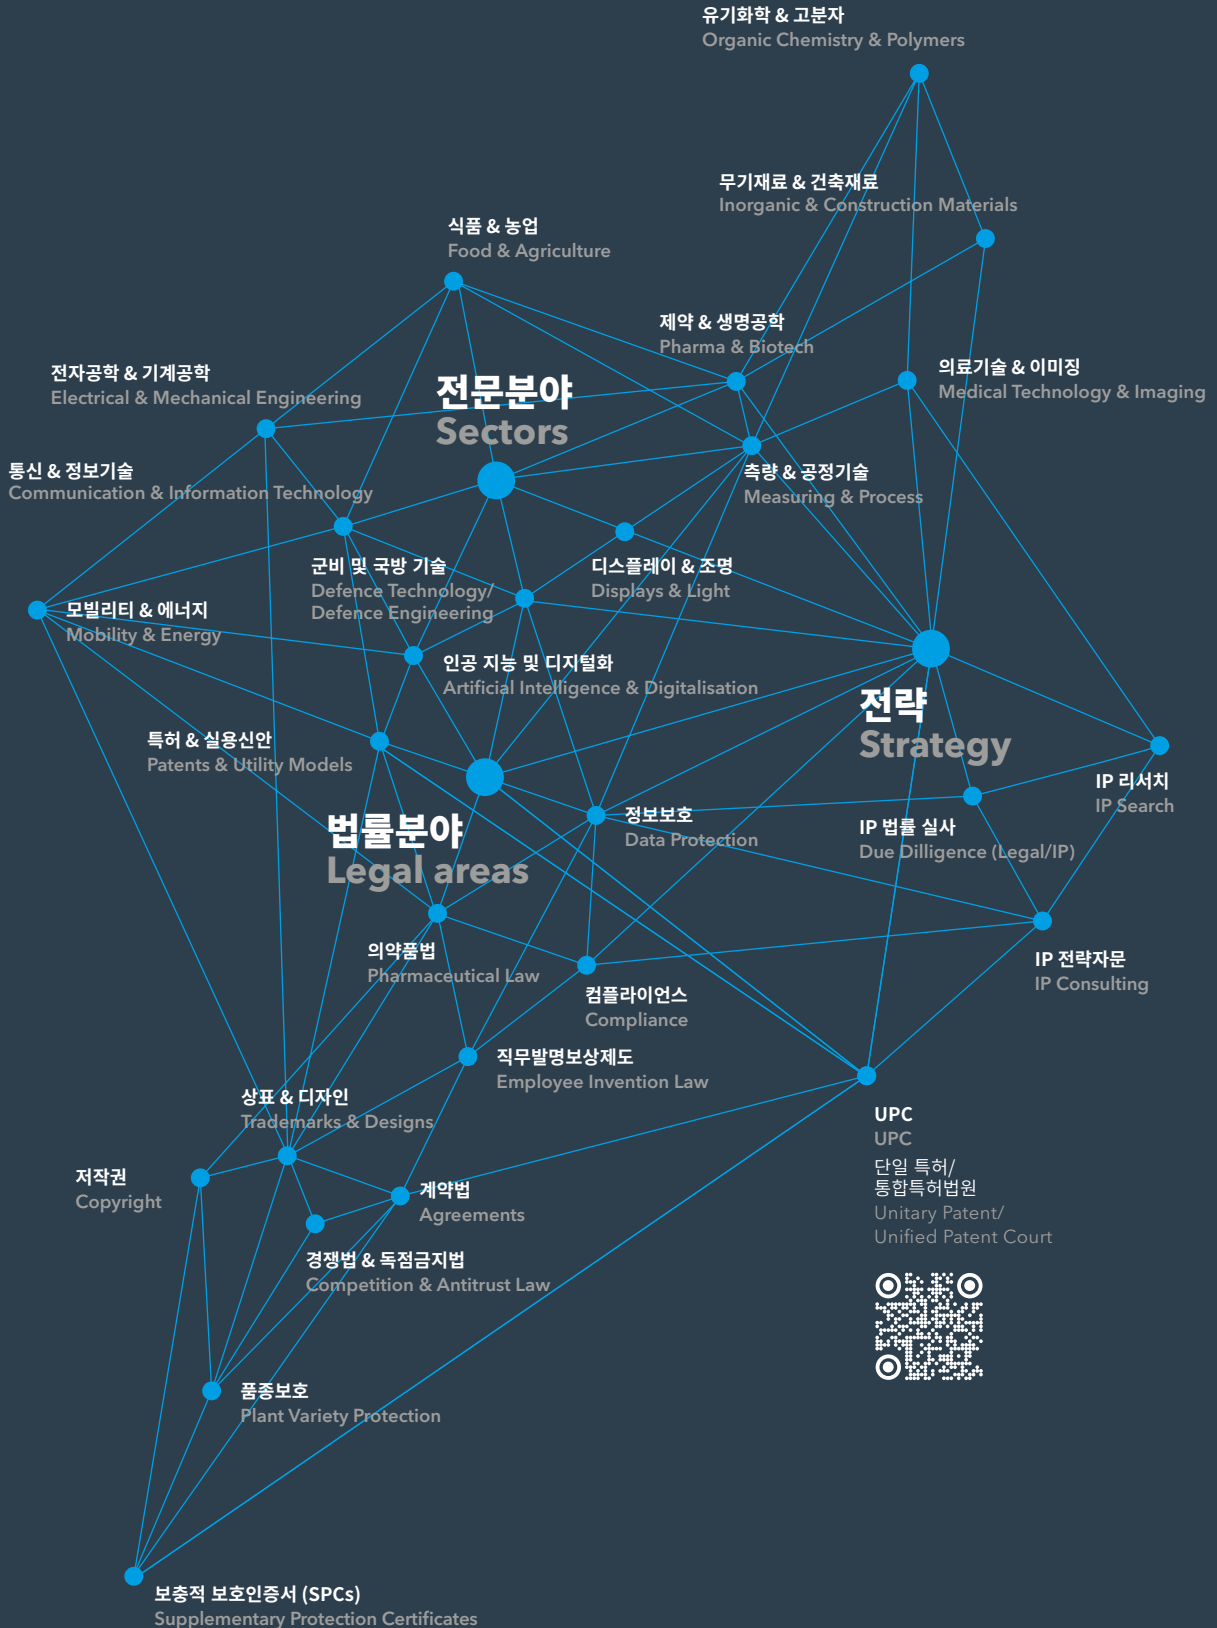 유기화학 & 고분자
Organic Chemistry & Polymers
무기재료 & 건축재료
Inorganic & Construction Materials
식품 & 농업
Food & Agriculture
제약 & 생명공학
Pharma & Biotech
의료기술 & 이미징
Medical Technology & Imaging
전자공학 & 기계공학
Electrical & Mechanical Engineering
전문분야
Sectors
통신 & 정보기술
Communication & Information Technology
측량 & 공정기술
Measuring & Process
군비 및 국방 기술
Defence Technology/
Defence Engineering
디스플레이 & 조명
Displays & Light
모빌리티 & 에너지
Mobility & Energy
인공 지능 및 디지털화
Artificial Intelligence & Digitalisation
전략
Strategy
특허 & 실용신안
Patents & Utility Models
IP 리서치
IP Search
법률분야
Legal areas
정보보호
Data Protection
IP 법률 실사
Due Dilligence (Legal/IP)
의약품법
Pharmaceutical Law
IP 전략자문
IP Consulting
컴플라이언스
Compliance
직무발명보상제도
Employee Invention Law
상표 & 디자인
Trademarks & Designs
UPC
UPC
단일 특허/
통합특허법원
Unitary Patent/
Unified Patent Court
저작권
Copyright
계약법
Agreements
경쟁법 & 독점금지법
Competition & Antitrust Law
품종보호
Plant Variety Protection
보충적 보호인증서 (SPCs)
Supplementary Protection Certificates